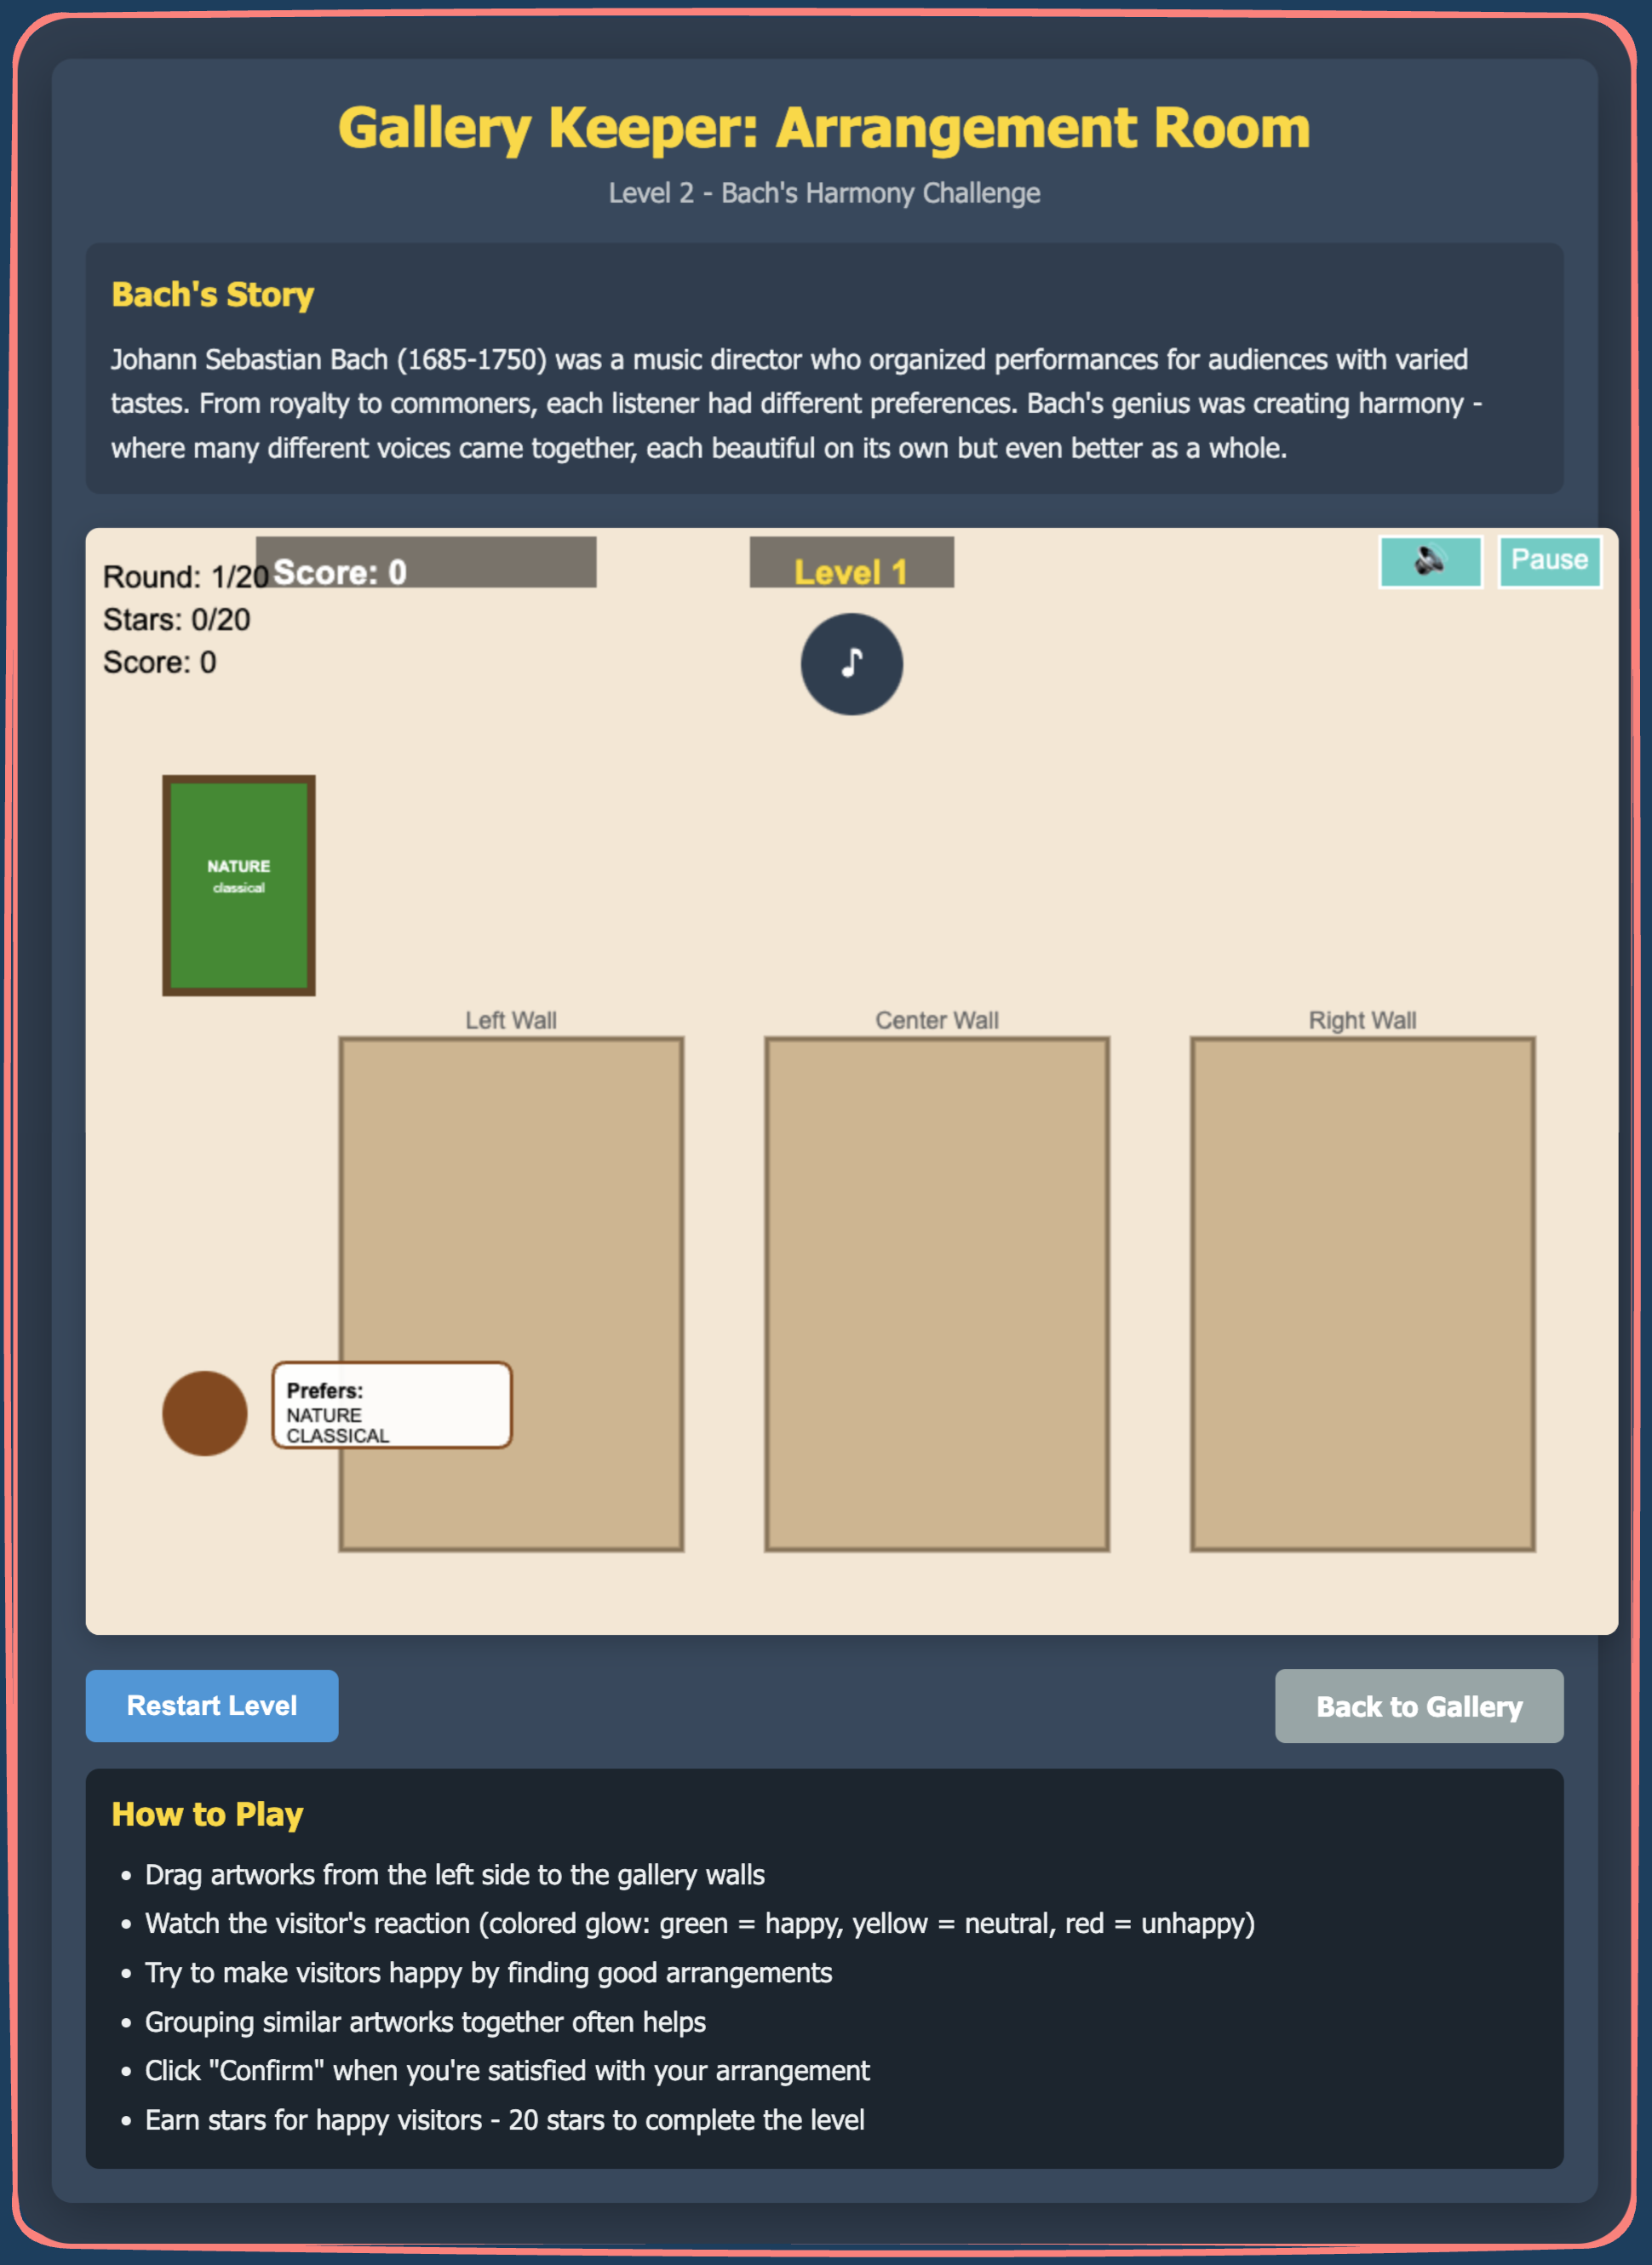 Gallery Keeper: Arrangement Room
Level 2 - Bach's Harmony Challenge
Bach's Story
Johann Sebastian Bach (1685-1750) was a music director who organized performances for audiences with varied
tastes. From royalty to commoners, each listener had different preferences. Bach's genius was creating harmony -
where many different voices came together, each beautiful on its own but even better as a whole.
Round: 1/20
Score: 0
Level 1
Pause
Stars: 0/20
Score: 0
NATURE
classical
Left Wall
Center Wall
Right Wall
Prefers:
NATURE
CLASSICAL
Restart Level
Back to Gallery
How to Play
• Drag artworks from the left side to the gallery walls
• Watch the visitor's reaction (colored glow: green = happy, yellow = neutral, red = unhappy)
• Try to make visitors happy by finding good arrangements
• Grouping similar artworks together often helps
• Click "Confirm" when you're satisfied with your arrangement
• Earn stars for happy visitors - 20 stars to complete the level